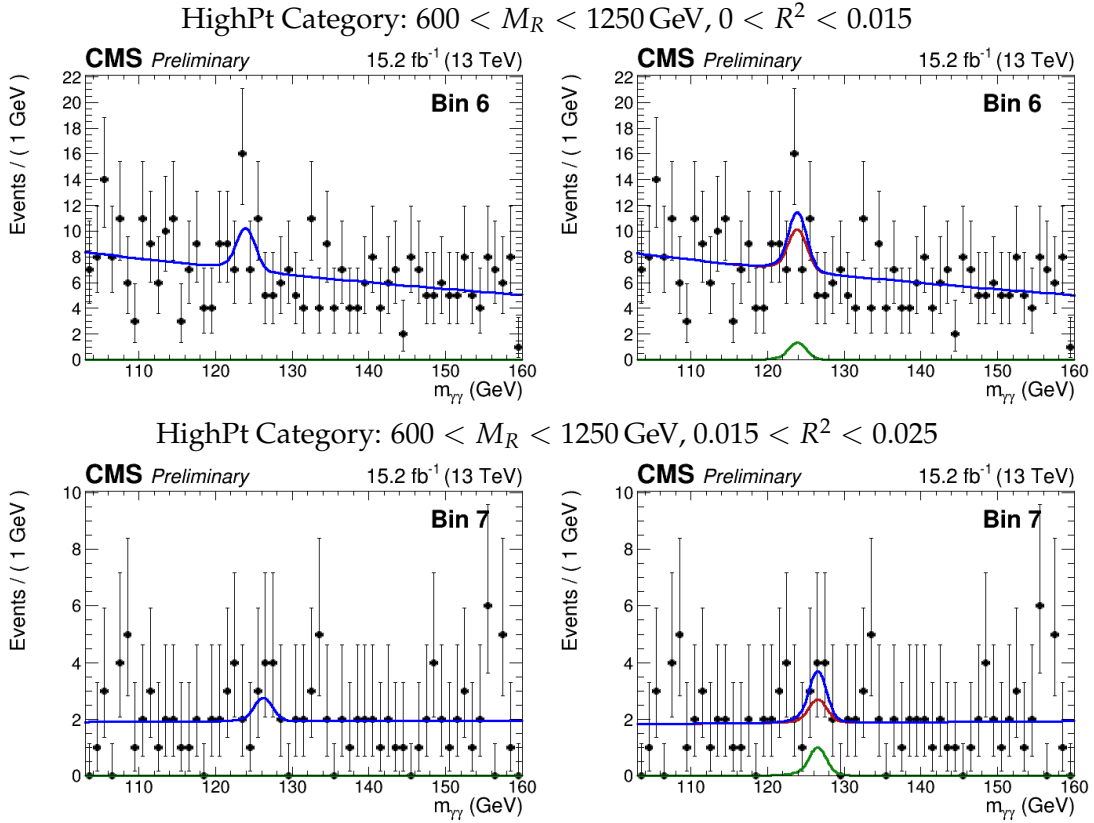 HighPt Category: 600 < M_R < 1250 GeV, 0 < R² < 0.015
CMS Preliminary 15.2 fb⁻¹ (13 TeV)
Bin 6
Events / ( 1 GeV )
22
20
18
16
14
12
10
8
6
4
2
0
110 120 130 140 150 160
m_γγ (GeV)
CMS Preliminary 15.2 fb⁻¹ (13 TeV)
Bin 6
Events / ( 1 GeV )
22
20
18
16
14
12
10
8
6
4
2
0
110 120 130 140 150 160
m_γγ (GeV)
HighPt Category: 600 < M_R < 1250 GeV, 0.015 < R² < 0.025
CMS Preliminary 15.2 fb⁻¹ (13 TeV)
Bin 7
Events / ( 1 GeV )
10
8
6
4
2
0
110 120 130 140 150 160
m_γγ (GeV)
CMS Preliminary 15.2 fb⁻¹ (13 TeV)
Bin 7
Events / ( 1 GeV )
10
8
6
4
2
0
110 120 130 140 150 160
m_γγ (GeV)